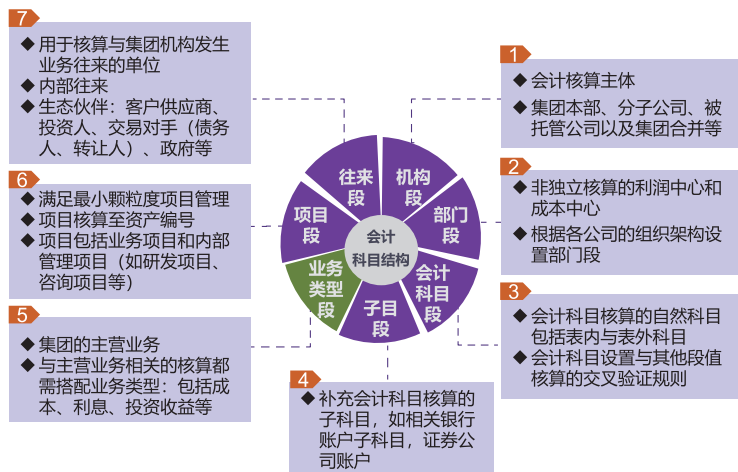 7
◆ 用于核算与集团机构发生
业务往来的单位
◆ 内部往来
◆ 生态伙伴：客户供应商、
投资人、交易对手（债务
人、转让人）、政府等
1
◆ 会计核算主体
◆ 集团本部、分子公司、被
托管公司以及集团合并等
6
◆ 满足最小颗粒度项目管理
◆ 项目核算至资产编号
◆ 项目包括业务项目和内部
管理项目（如研发项目、
咨询项目等）
2
◆ 非独立核算的利润中心和
成本中心
◆ 根据各公司的组织架构设
置部门段
5
◆ 集团的主营业务
◆ 与主营业务相关的核算都
需搭配业务类型：包括成
本、利息、投资收益等
3
◆ 会计科目核算的自然科目
包括表内与表外科目
◆ 会计科目设置与其他段值
核算的交叉验证规则
4
◆ 补充会计科目核算的
子科目，如相关银行
账户子科目，证券公
司账户
往来
段
机构
段
项目
段
部门
段
会计
科目结构
业务
类型
段
会计
科目
段
子目
段